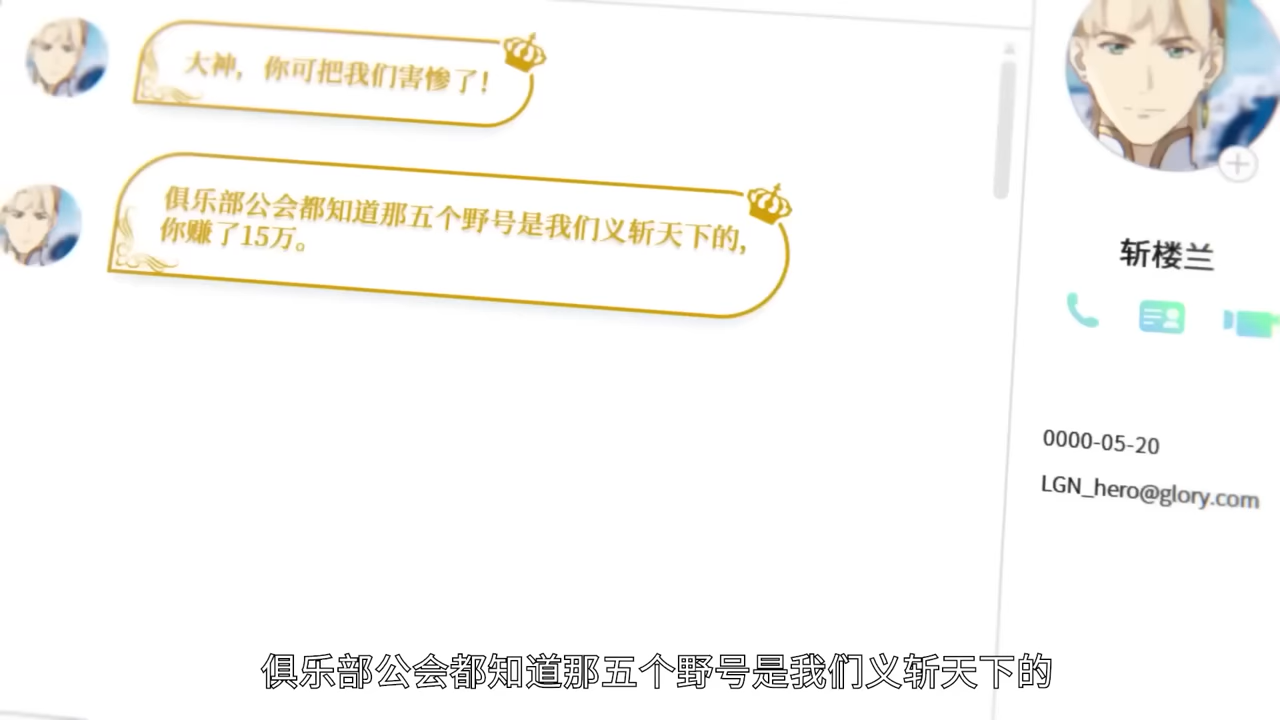 大神，你可把我们害惨了！
俱乐部公会都知道那五个野号是我们义斩天下的，
你赚了15万。
斩楼兰
0000-05-20
LGN_hero@glory.com
俱乐部公会都知道那五个野号是我们义斩天下的